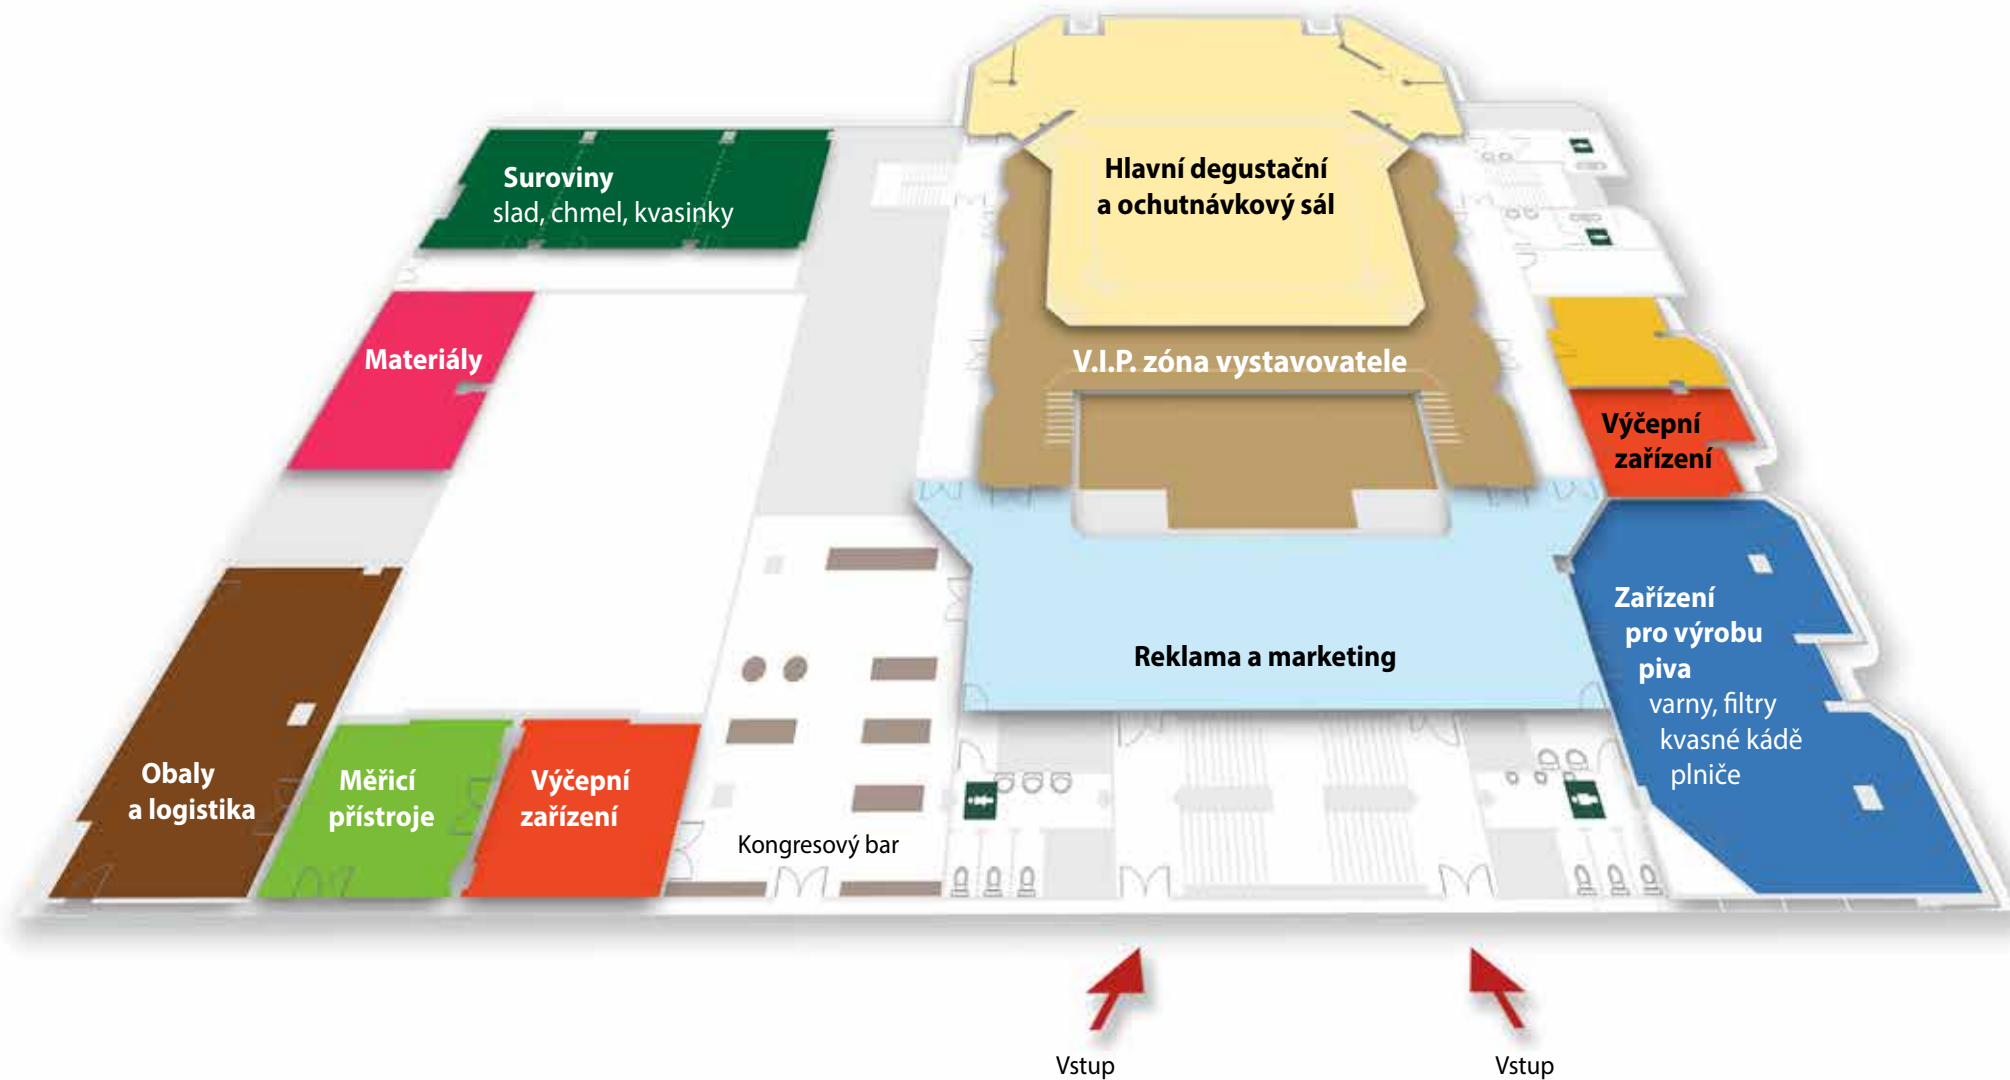 Suroviny
slad, chmel, kvasinky
Hlavní degustační
a ochutnávkový sál
Materiály
V.I.P. zóna vystavovatele
Výčepní
zařízení
Zařízení
pro výrobu
piva
varny, filtry
kvasné kádě
plniče
Reklama a marketing
Obaly
a logistika
Měřicí
přístroje
Výčepní
zařízení
Kongresový bar
Vstup
Vstup